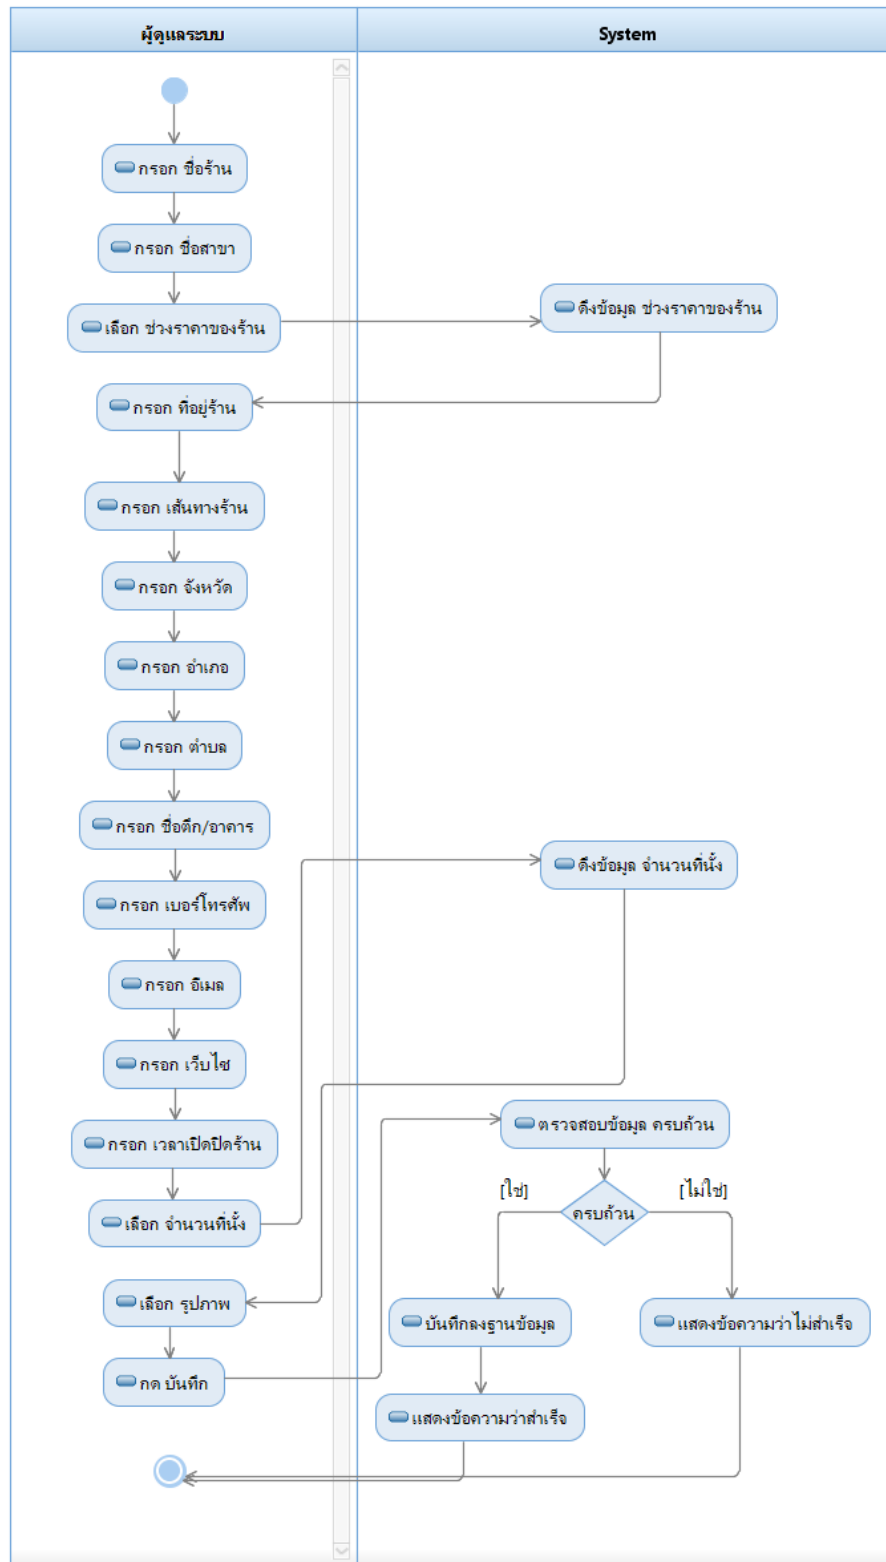 ผู้ดูแลระบบ
System
กรอก ชื่อร้าน
กรอก ชื่อสาขา
เลือก ช่วงราคาของร้าน
ดึงข้อมูล ช่วงราคาของร้าน
กรอก ที่อยู่ร้าน
กรอก เส้นทางร้าน
กรอก จังหวัด
กรอก อำเภอ
กรอก ตำบล
กรอก ชื่อตึก/อาคาร
ดึงข้อมูล จำนวนที่นั้ง
กรอก เบอร์โทรศัพ
กรอก อีเมล
กรอก เว็บไซ
กรอก เวลาเปิดปิดร้าน
ตรวจสอบข้อมูล ครบถ้วน
[ใช่]
[ไม่ใช่]
ครบถ้วน
เลือก จำนวนที่นั้ง
เลือก รูปภาพ
บันทึกลงฐานข้อมูล
แสดงข้อความว่าไม่สำเร็จ
กด บันทึก
แสดงข้อความว่าสำเร็จ